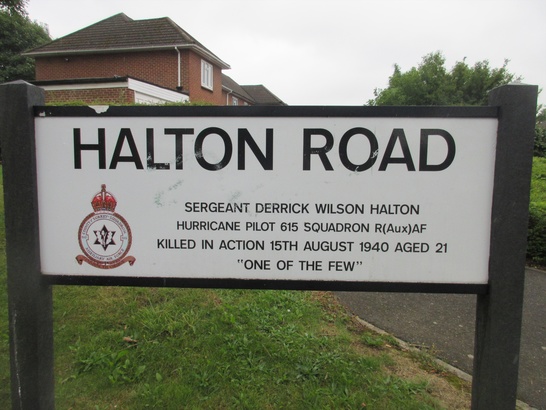 HALTON ROAD
SERGEANT DERRICK WILSON HALTON
HURRICANE PILOT 615 SQUADRON R(Aux)AF
KILLED IN ACTION 15TH AUGUST 1940 AGED 21
"ONE OF THE FEW"